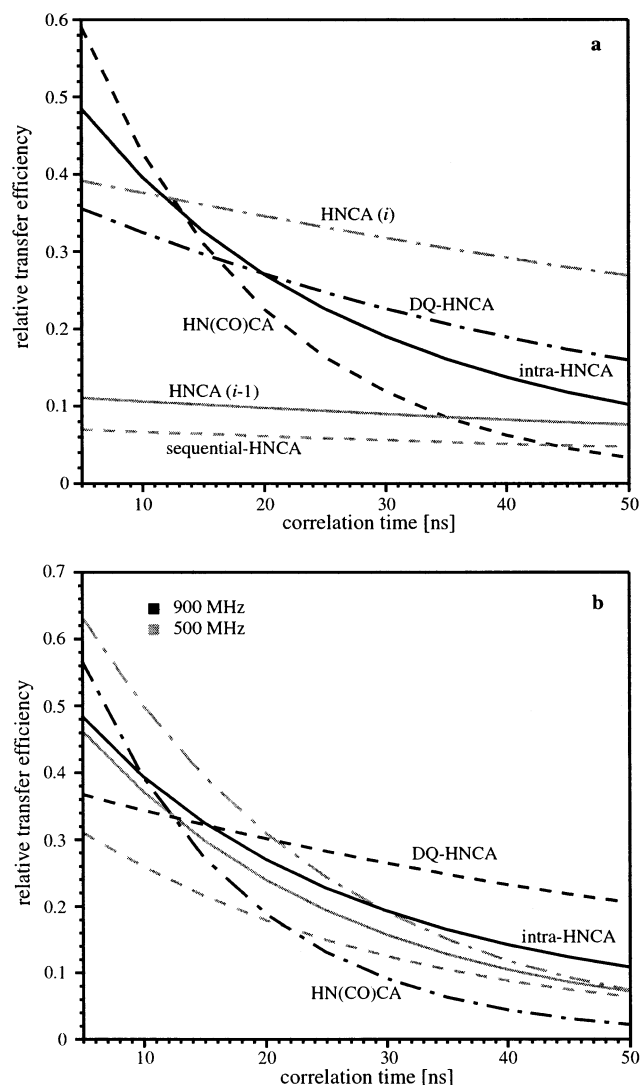 0.6
a
0.5
0.4
HNCA (i)
0.3
DQ-HNCA
HN(CO)CA
0.2
intra-HNCA
HNCA (i-1)
0.1
sequential-HNCA
0
10
20
30
40
50
correlation time [ns]
relative transfer efficiency
0.7
b
900 MHz
500 MHz
0.6
0.5
0.4
0.3
DQ-HNCA
0.2
intra-HNCA
0.1
HN(CO)CA
0
10
20
30
40
50
correlation time [ns]
relative transfer efficiency